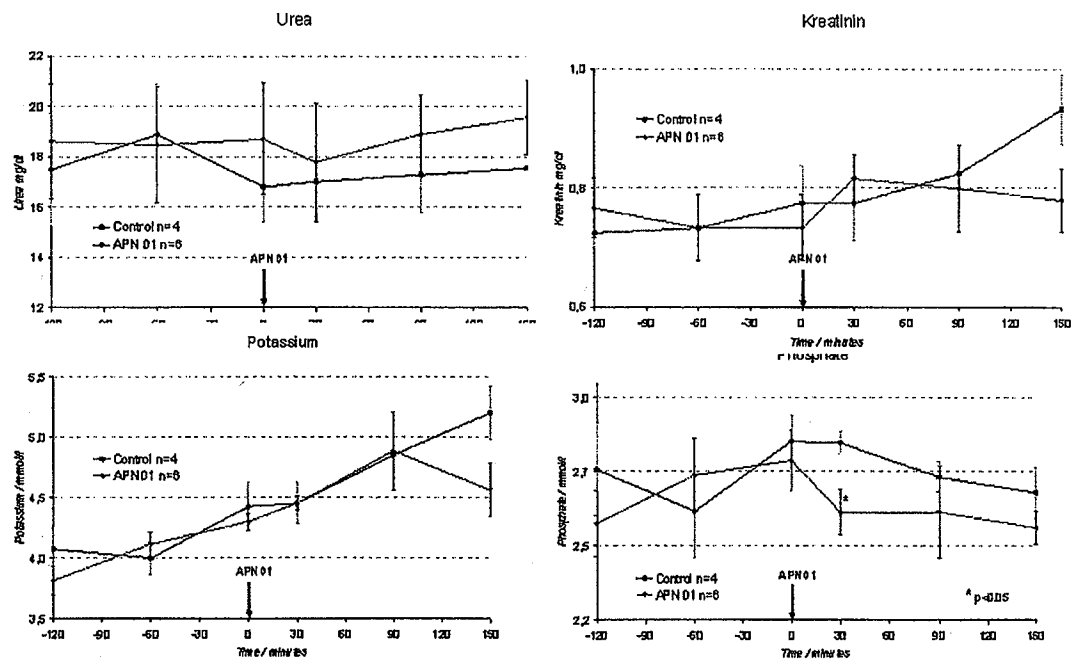 Urea
22
20
18
16
14
12
Urea mg/dl
Control n=4
APN 01 n=6
APN 01
Kreatinin
1,0
0,8
0,6
Kreatinin mg/dl
Control n=4
APN 01 n=6
APN 01
-120 -90 -60 -30 0 30 60 90 120 150
Time / minutes
Potassium
5,5
5,0
4,5
4,0
3,5
Potassium / mmol/l
Control n=4
APN01 n=6
APN 01
-120 -90 -60 -30 0 30 60 90 120 150
Time / minutes
Phosphate
3,0
2,7
2,5
2,2
Phosphate / mmol/l
*
Control n=4
APN 01 n=6
APN 01
* p<0.05
-120 -90 -60 -30 0 30 60 90 120 150
Time / minutes